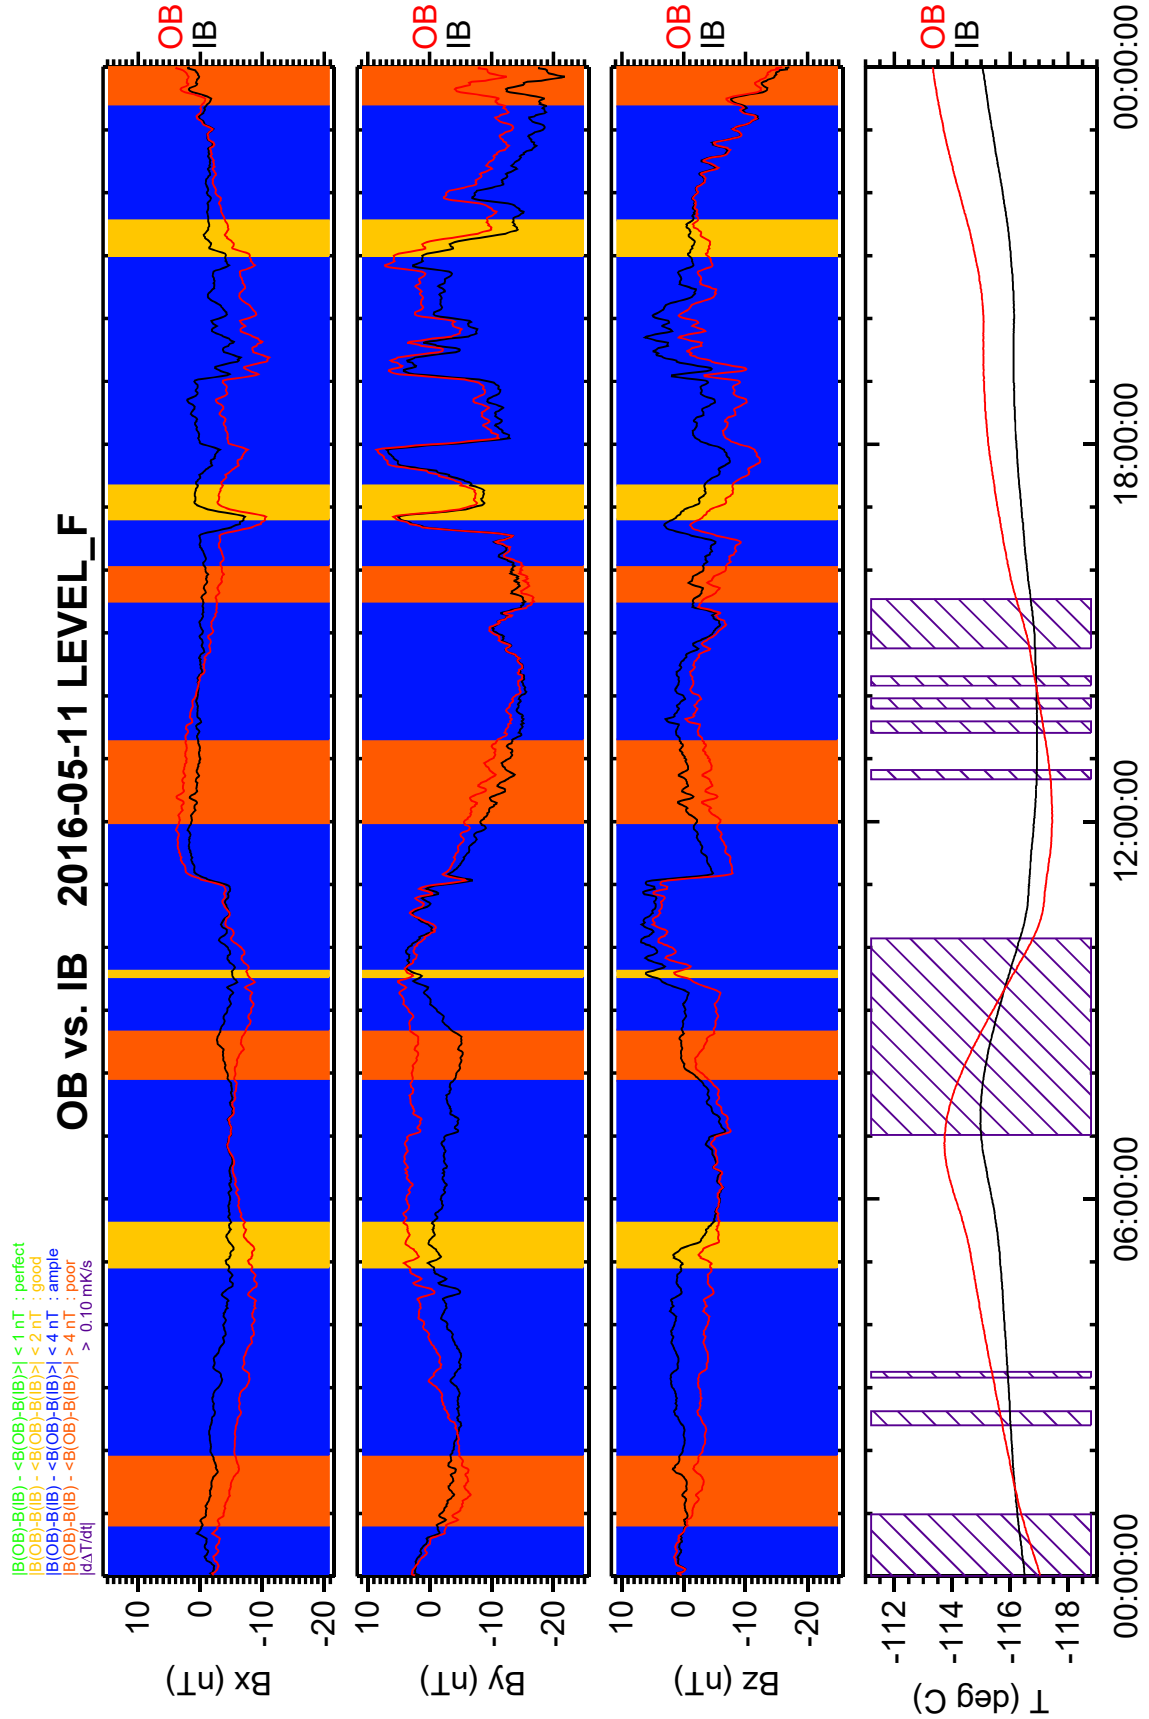 OB vs. IB   2016-05-11 LEVEL_F
|B(OB)-B(IB) - <B(OB)-B(IB)>| < 1 nT : perfect
|B(OB)-B(IB) - <B(OB)-B(IB)>| < 2 nT : good
|B(OB)-B(IB) - <B(OB)-B(IB)>| < 4 nT : ample
|B(OB)-B(IB) - <B(OB)-B(IB)>| > 4 nT : poor
|dΔT/dt| > 0.10 mK/s
Bx (nT)
10
0
-10
-20
OB
IB
By (nT)
10
0
-10
-20
OB
IB
Bz (nT)
10
0
-10
-20
OB
IB
T (deg C)
-112
-114
-116
-118
OB
IB
00:00:00 06:00:00 12:00:00 18:00:00 00:00:00